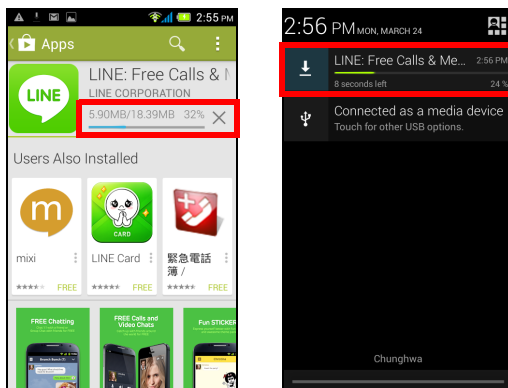 2:55 PM
Apps
LINE
LINE: Free Calls &
LINE CORPORATION
5.90MB/18.39MB 32%
Users Also Installed
m
CARD
mixi
LINE Card
緊急電話
簿 /
FREE
FREE
FREE
FREE Chatting
FREE Calls and
Video Chats
Fun STICKER
2:56 PM MON, MARCH 24
LINE: Free Calls & Me... 2:56 PM
8 seconds left 24 %
Connected as a media device
Touch for other USB options.
Chunghwa